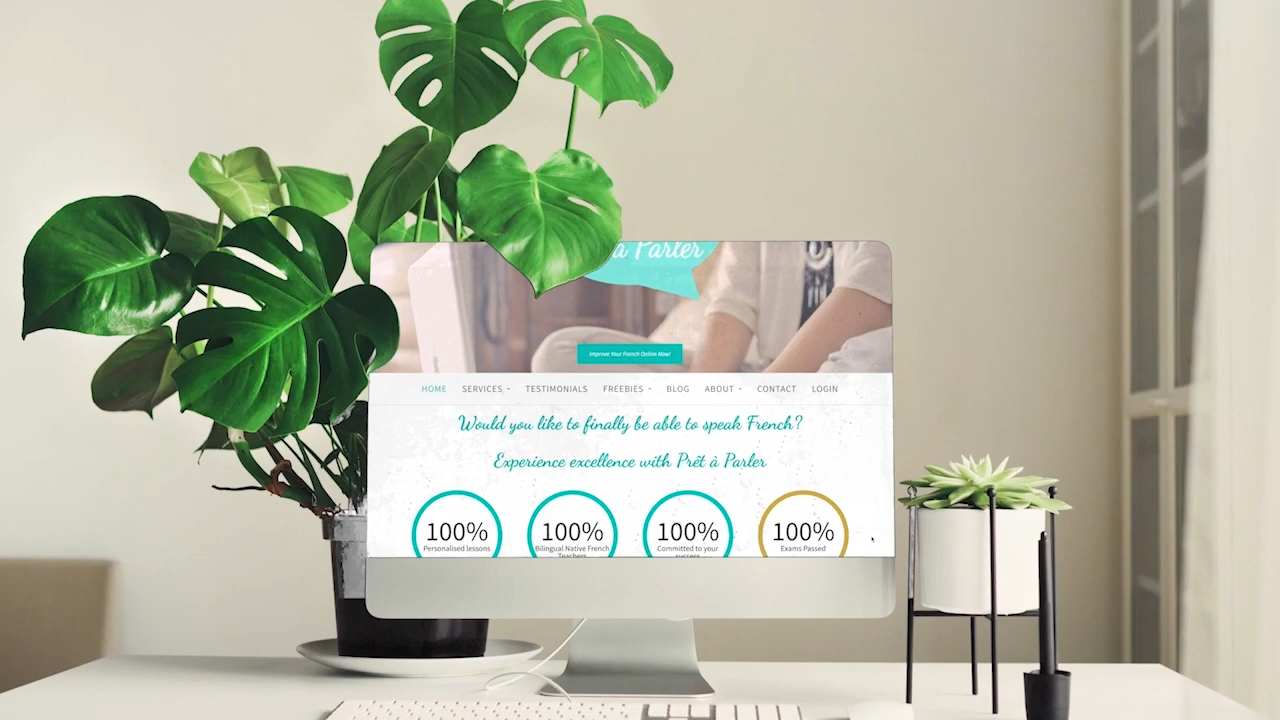 à Parler
Improve Your French Online Now!
HOME SERVICES TESTIMONIALS FREEBIES BLOG ABOUT CONTACT LOGIN
Would you like to finally be able to speak French?
Experience excellence with Prêt à Parler
100% 100% 100% 100%
Personalised lessons Bilingual Native French Committed to your Exams Passed
Teachers success